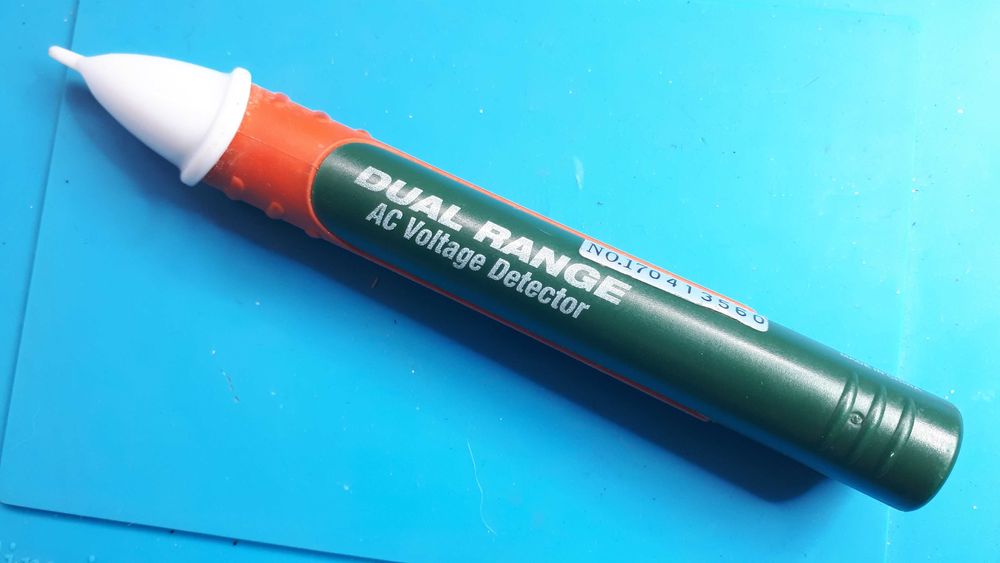 DUAL RANGE
AC Voltage Detector
NO.170413560